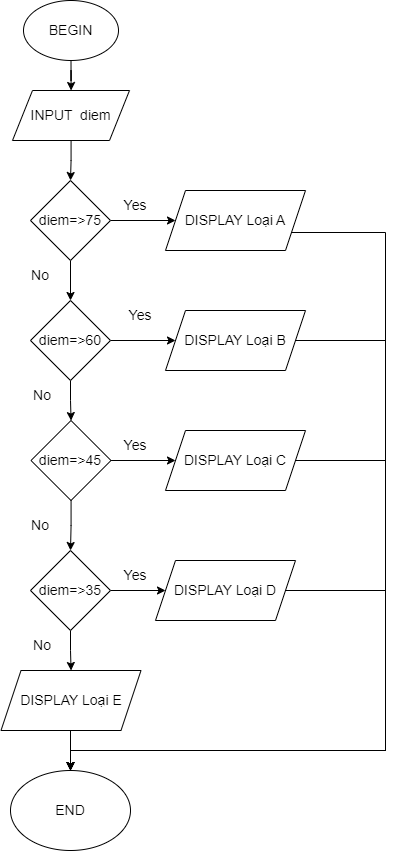 BEGIN
INPUT diem
diem=>75
Yes
DISPLAY Loại A
No
diem=>60
Yes
DISPLAY Loại B
No
diem=>45
Yes
DISPLAY Loại C
No
diem=>35
Yes
DISPLAY Loại D
No
DISPLAY Loại E
END